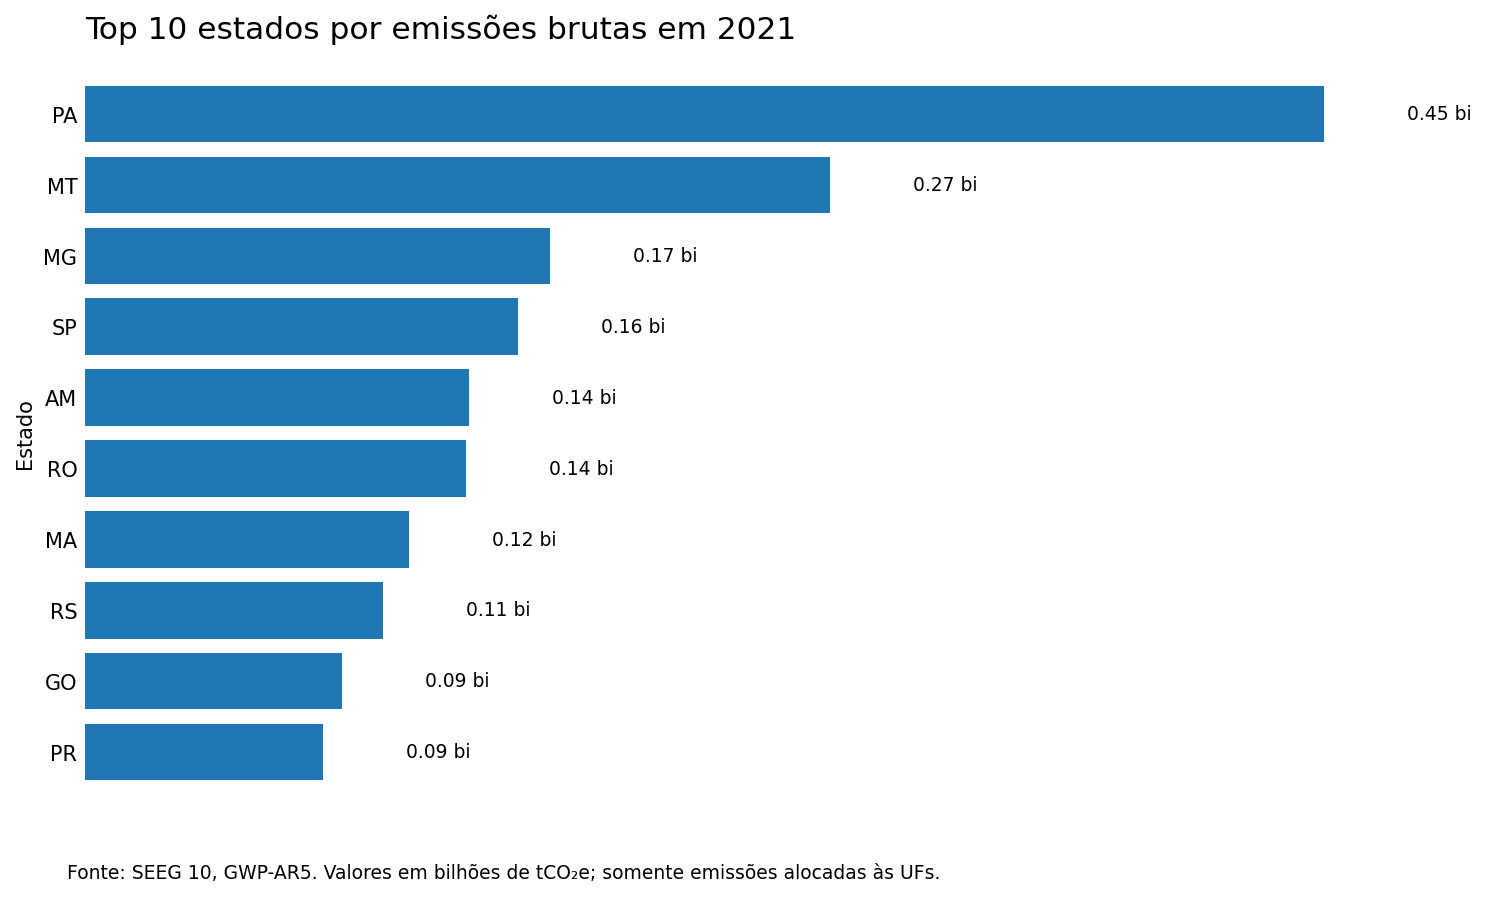 Top 10 estados por emissões brutas em 2021
PA 0.45 bi
MT 0.27 bi
MG 0.17 bi
SP 0.16 bi
AM 0.14 bi
Estado
RO 0.14 bi
MA 0.12 bi
RS 0.11 bi
GO 0.09 bi
PR 0.09 bi
Fonte: SEEG 10, GWP-AR5. Valores em bilhões de tCO₂e; somente emissões alocadas às UFs.